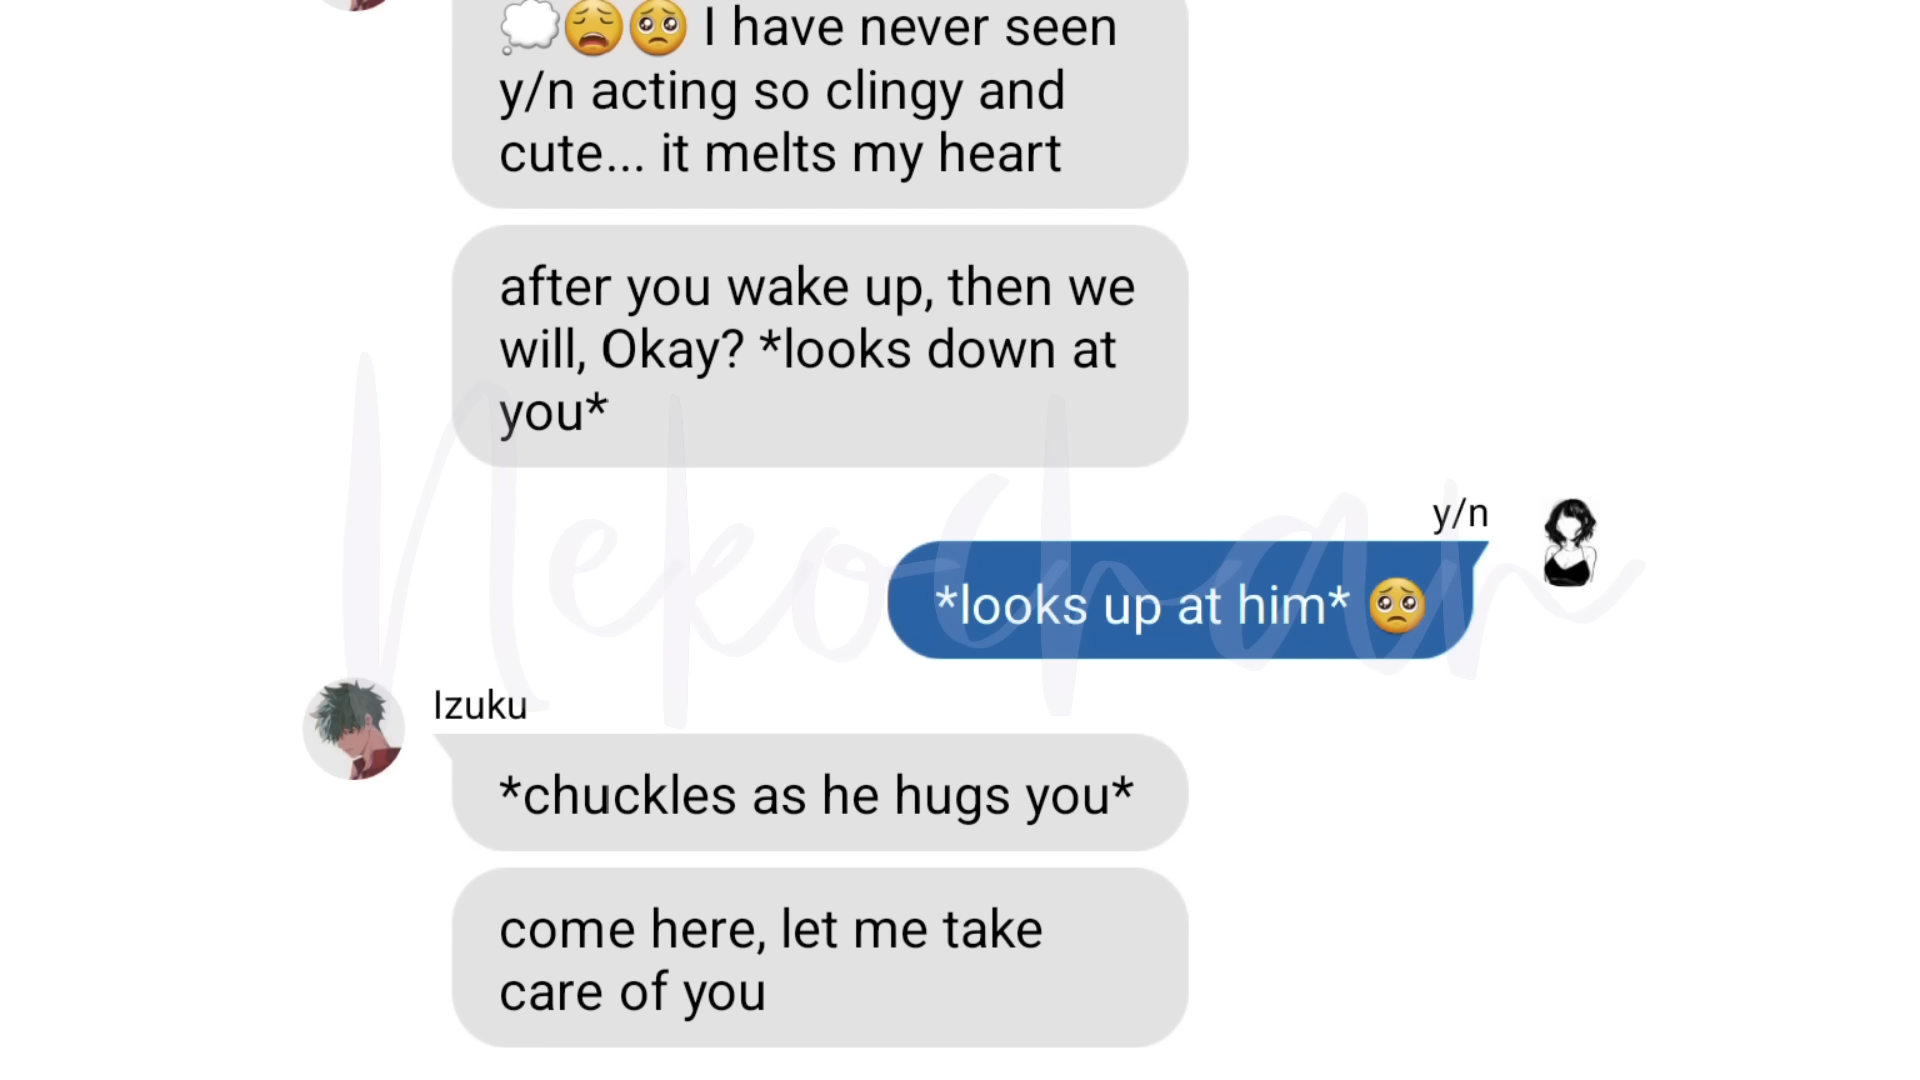 💭😩🥺 I have never seen
y/n acting so clingy and
cute... it melts my heart
after you wake up, then we
will, Okay? *looks down at
you*
y/n
*looks up at him* 🥺
Izuku
*chuckles as he hugs you*
come here, let me take
care of you
Nekochan